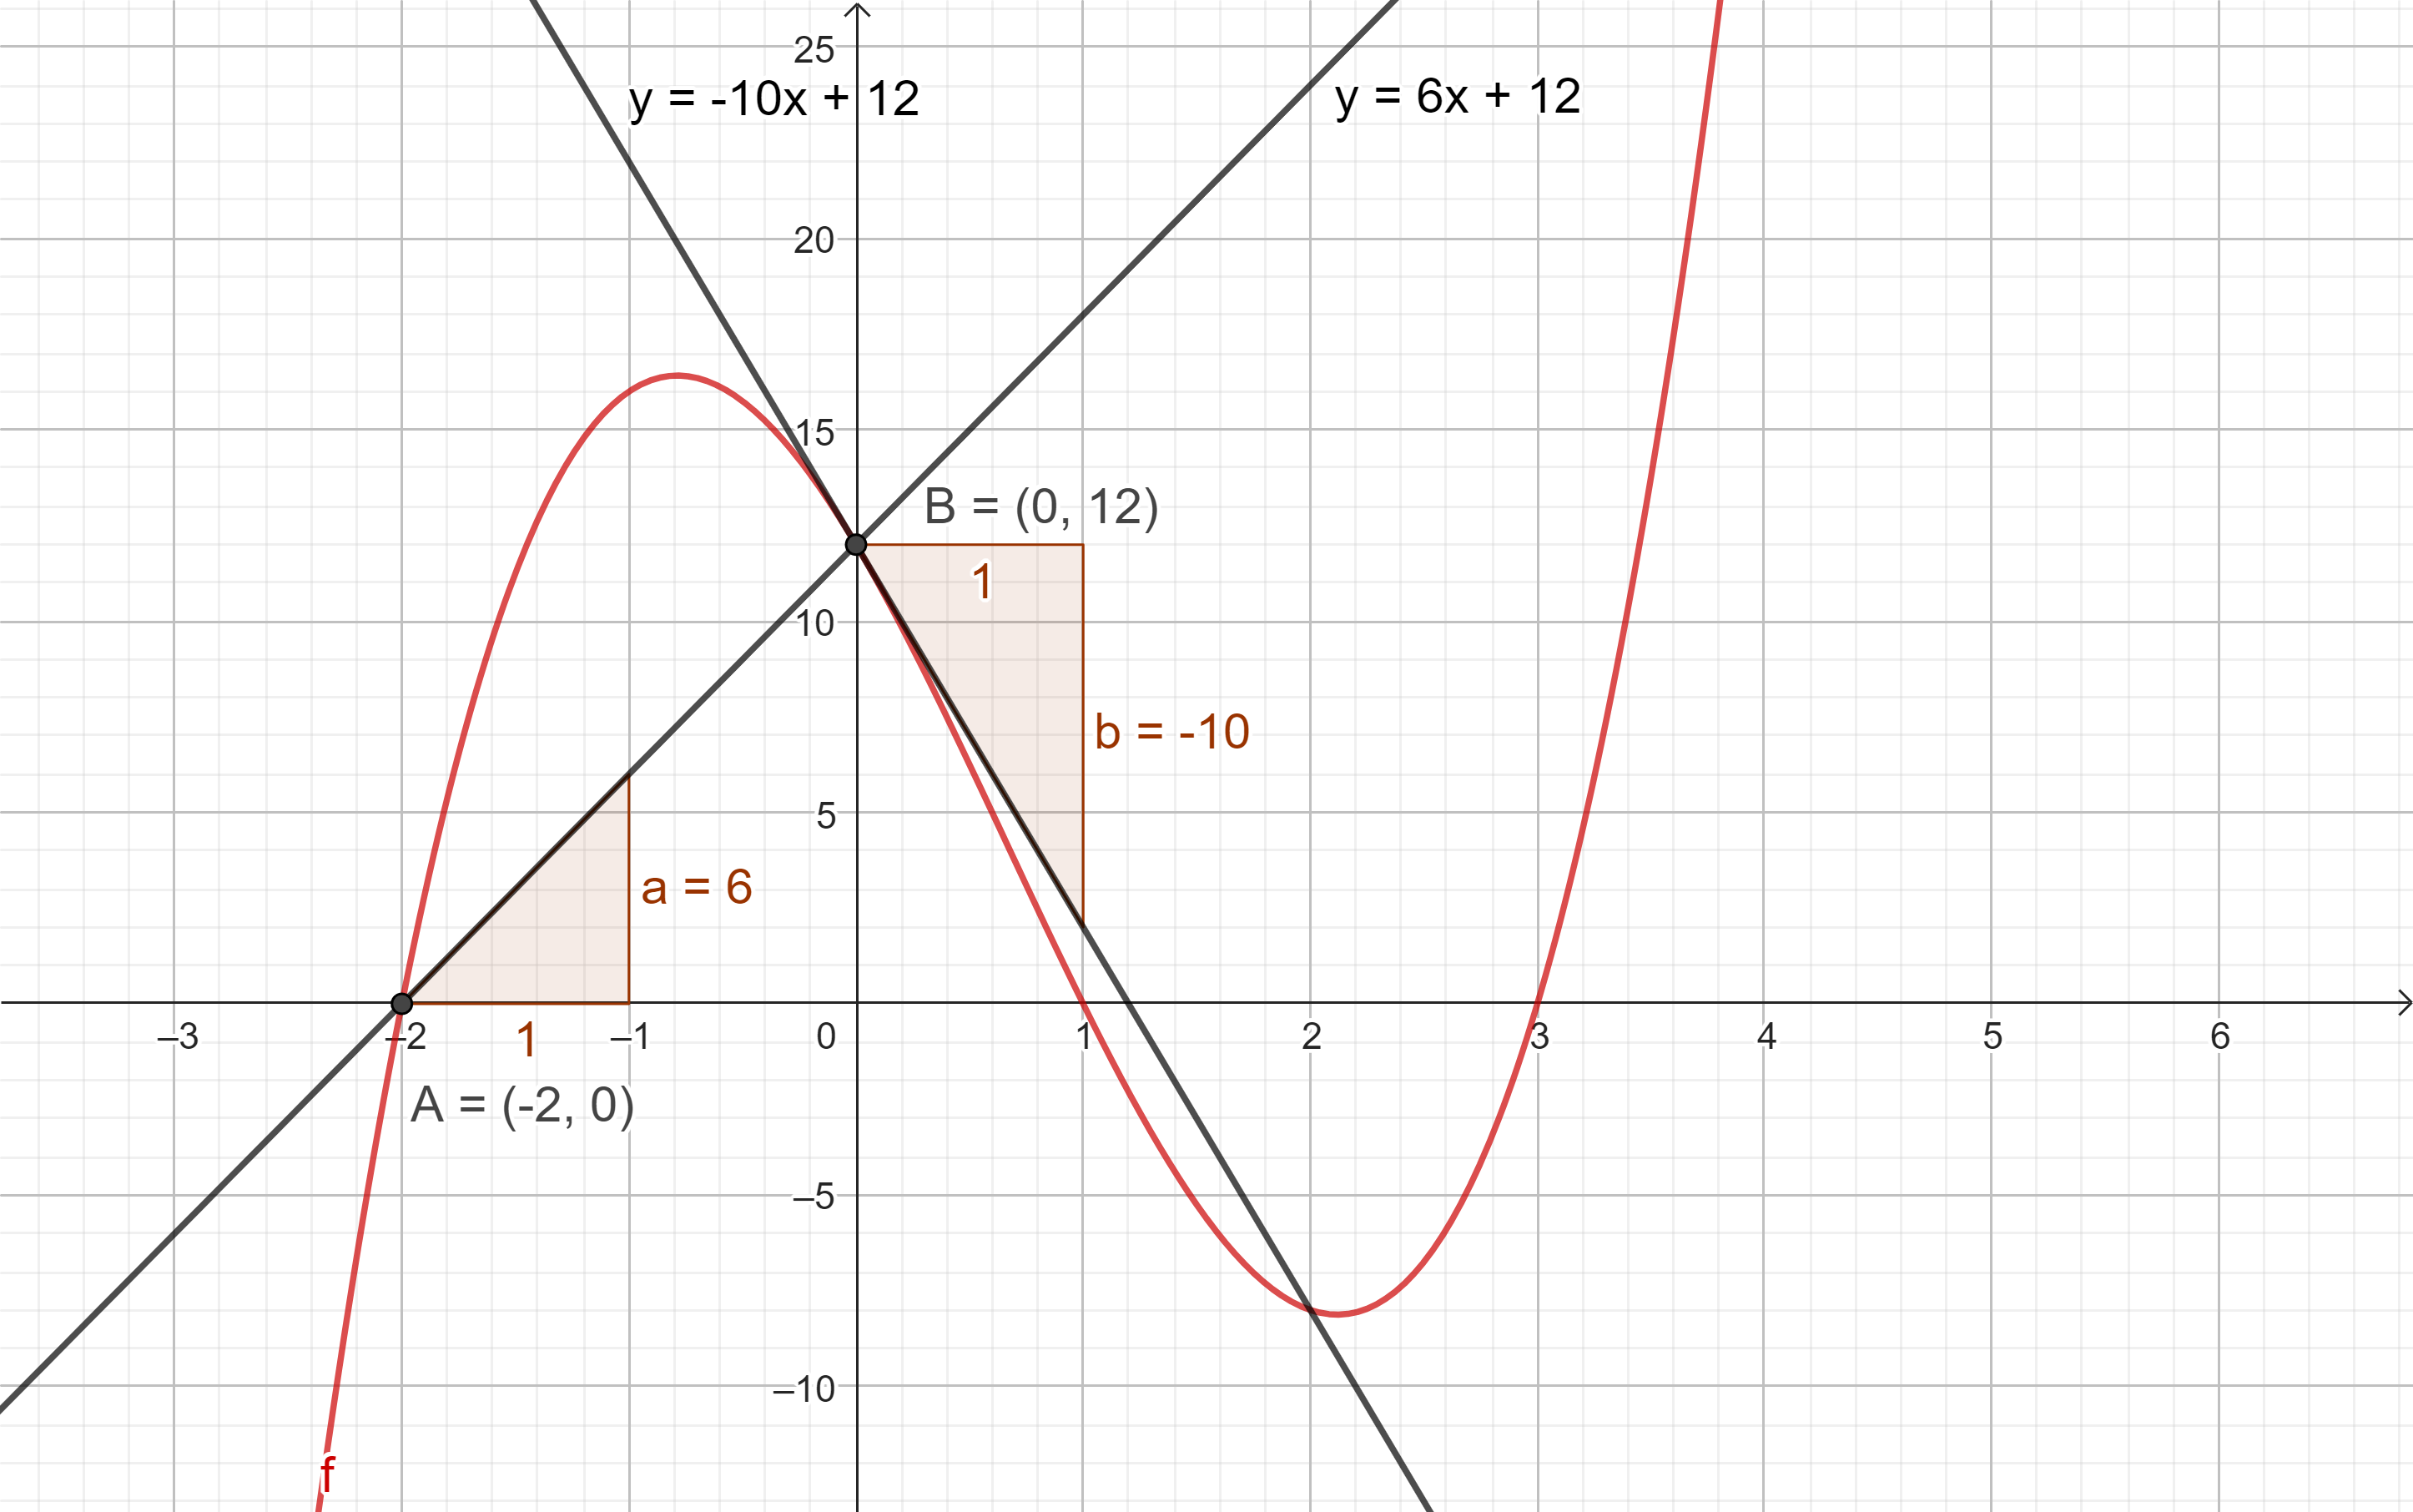 25
y = -10x + 12
y = 6x + 12
20
15
B = (0, 12)
1
10
b = -10
5
a = 6
–3
–2
1
–1
0
1
2
3
4
5
6
A = (-2, 0)
–5
–10
f